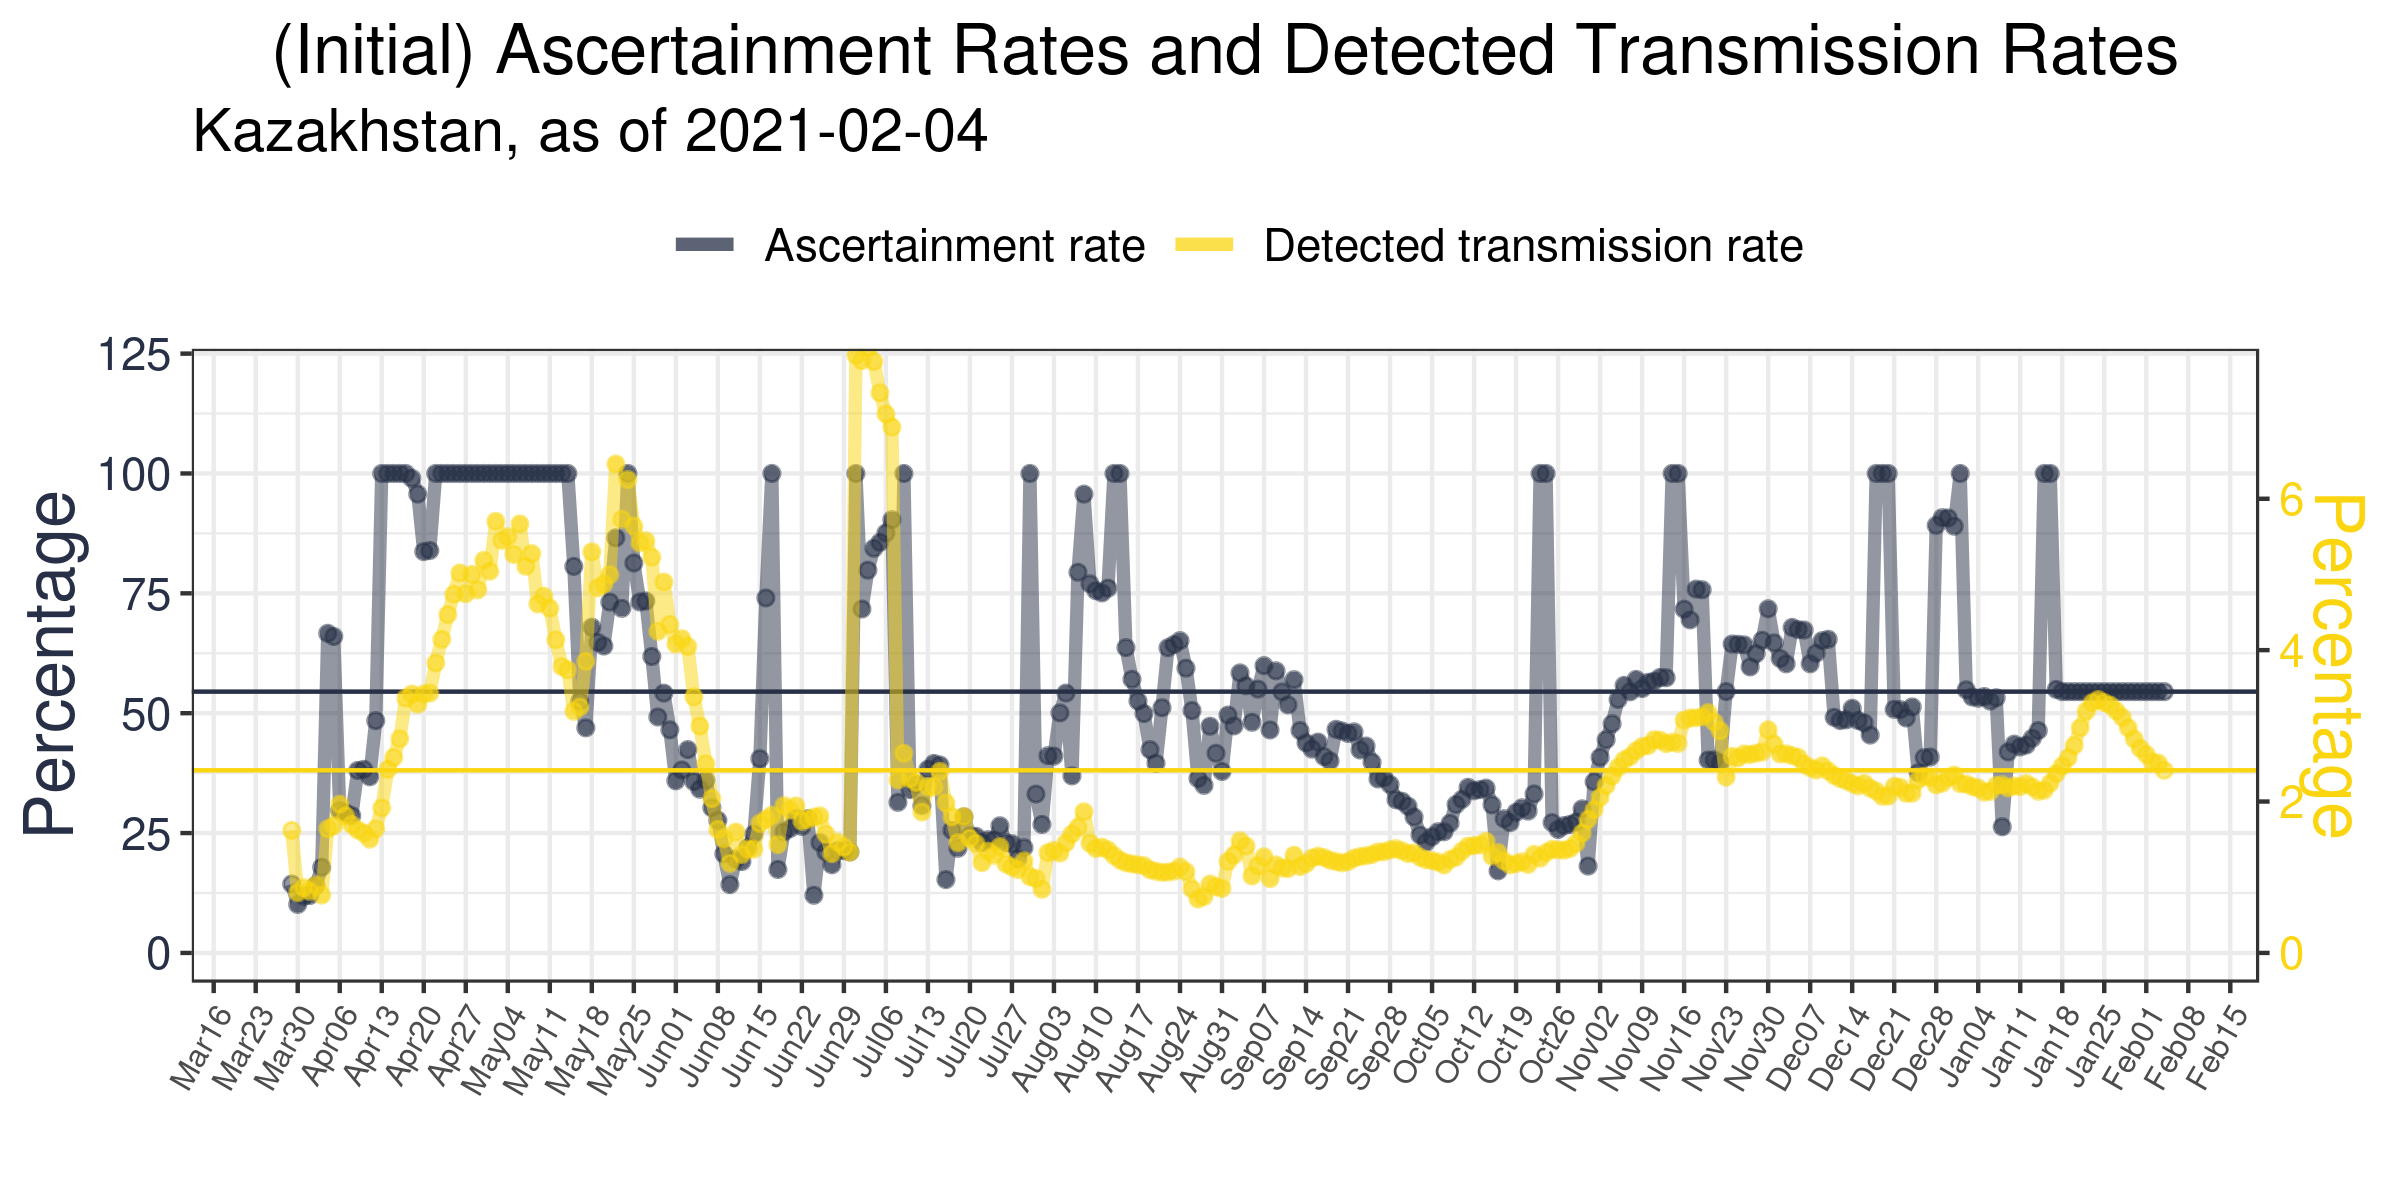 (Initial) Ascertainment Rates and Detected Transmission Rates
Kazakhstan, as of 2021-02-04
Ascertainment rate
Detected transmission rate
Percentage
125
100
75
50
25
0
6
4
2
0
Percentage
Mar16
Mar23
Mar30
Apr06
Apr13
Apr20
Apr27
May04
May11
May18
May25
Jun01
Jun08
Jun15
Jun22
Jun29
Jul06
Jul13
Jul20
Jul27
Aug03
Aug10
Aug17
Aug24
Aug31
Sep07
Sep14
Sep21
Sep28
Oct05
Oct12
Oct19
Oct26
Nov02
Nov09
Nov16
Nov23
Nov30
Dec07
Dec14
Dec21
Dec28
Jan04
Jan11
Jan18
Jan25
Feb01
Feb08
Feb15